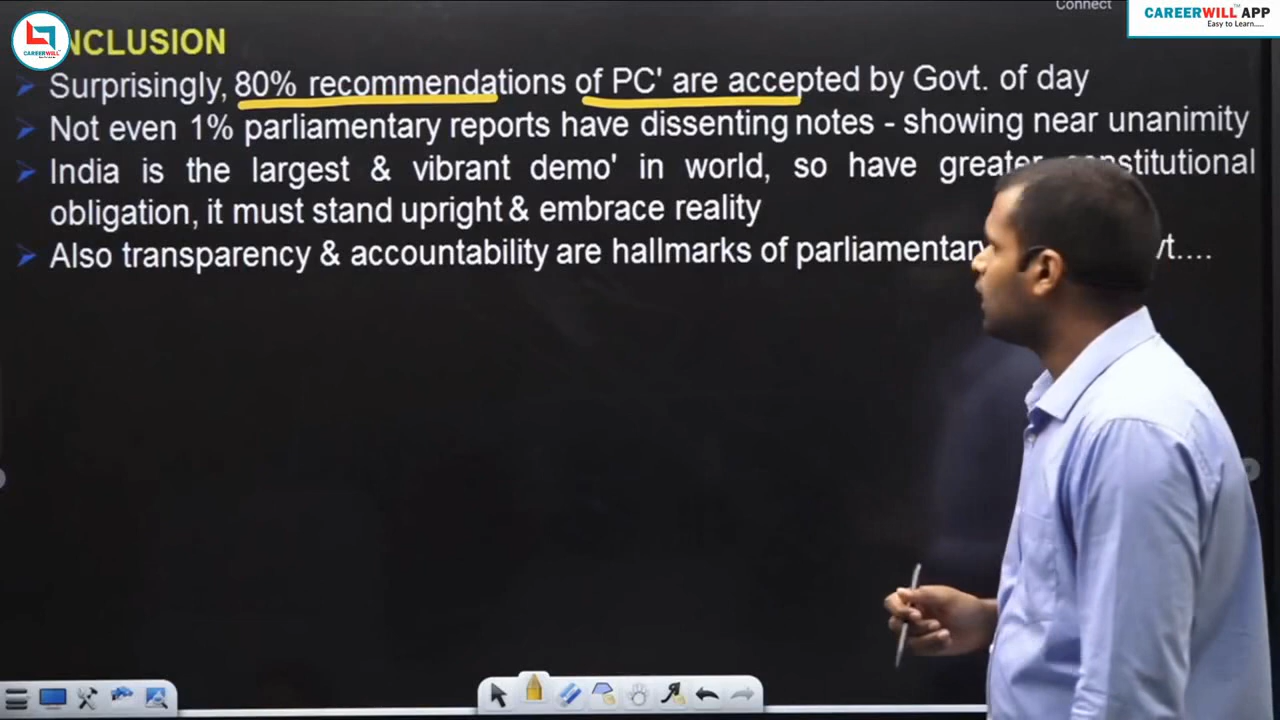 Connect
CAREERWILL APP
Easy to Learn.....
CAREERWILL
NCLUSION
Surprisingly, 80% recommendations of PC' are accepted by Govt. of day
Not even 1% parliamentary reports have dissenting notes - showing near unanimity
India is the largest & vibrant demo' in world, so have greater constitutional
obligation, it must stand upright & embrace reality
Also transparency & accountability are hallmarks of parliamentary vt....